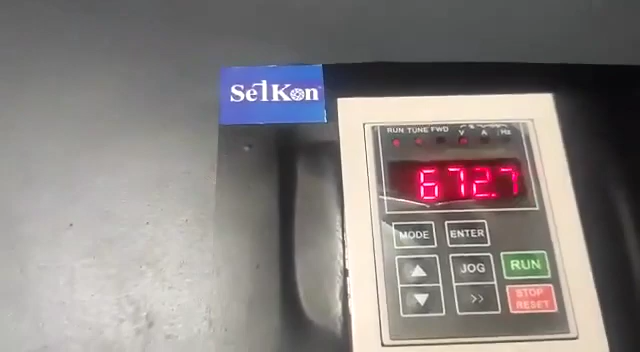 SelKon
RUN TUNE FWD V A Hz
672.7
MODE ENTER
JOG RUN
>> STOP
RESET